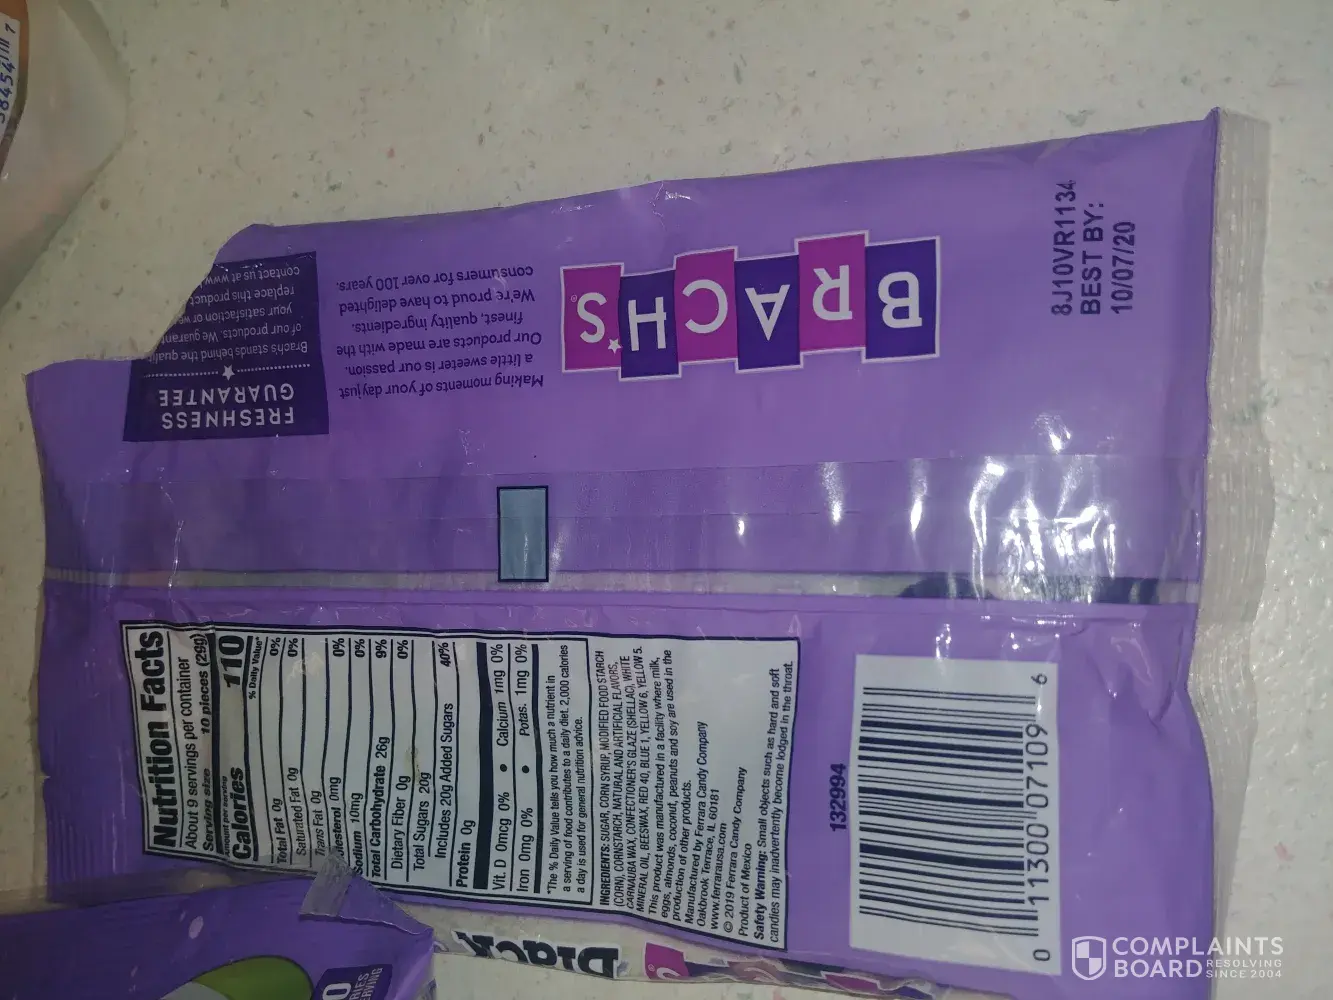 BRACH'S®
Making moments of your day just
a little sweeter is our passion.
Our products are made with the
finest, quality ingredients.
We're proud to have delighted
consumers for over 100 years.
FRESHNESS
GUARANTEE
Brach's stands behind the
of our products. We
your satisfaction or
replace this product
contact us at www.
8J10VR1134
BEST BY:
10/07/20
Nutrition Facts
About 9 servings per container
Serving size 10 pieces (29g)
Amount per serving
Calories 110
% Daily Value*
Total Fat 0g 0%
Saturated Fat 0g 0%
Trans Fat 0g
0mg 0%
Sodium 10mg 0%
Total Carbohydrate 26g 9%
Dietary Fiber 0g 0%
Total Sugars 20g
Includes 20g Added Sugars 40%
Protein 0g
Vit. D 0mcg 0% • Calcium 1mg 0%
Iron 0mg 0% • Potas. 1mg 0%
*The % Daily Value tells you how much a nutrient in
a serving of food contributes to a daily diet. 2,000 calories
a day is used for general nutrition advice.
INGREDIENTS: SUGAR, CORN SYRUP, MODIFIED FOOD STARCH
(CORN), CORNSTARCH, NATURAL AND ARTIFICIAL FLAVORS,
CARNAUBA WAX, CONFECTIONER'S GLAZE (SHELLAC), WHITE
MINERAL OIL, BEESWAX, RED 40, BLUE 1, YELLOW 6, YELLOW 5.
This product was manufactured in a facility where milk,
eggs, almonds, coconut, peanuts and soy are used in the
production of other products.
Manufactured by Ferrara Candy Company
Oakbrook Terrace, IL 60181
www.ferrarausa.com
© 2019 Ferrara Candy Company
Product of Mexico
Safety Warning: Small objects such as hard and soft
candies may inadvertently become lodged in the throat.
1329994
0 11300 07109 6
Black
COMPLAINTS
BOARD RESOLVING
SINCE 2004